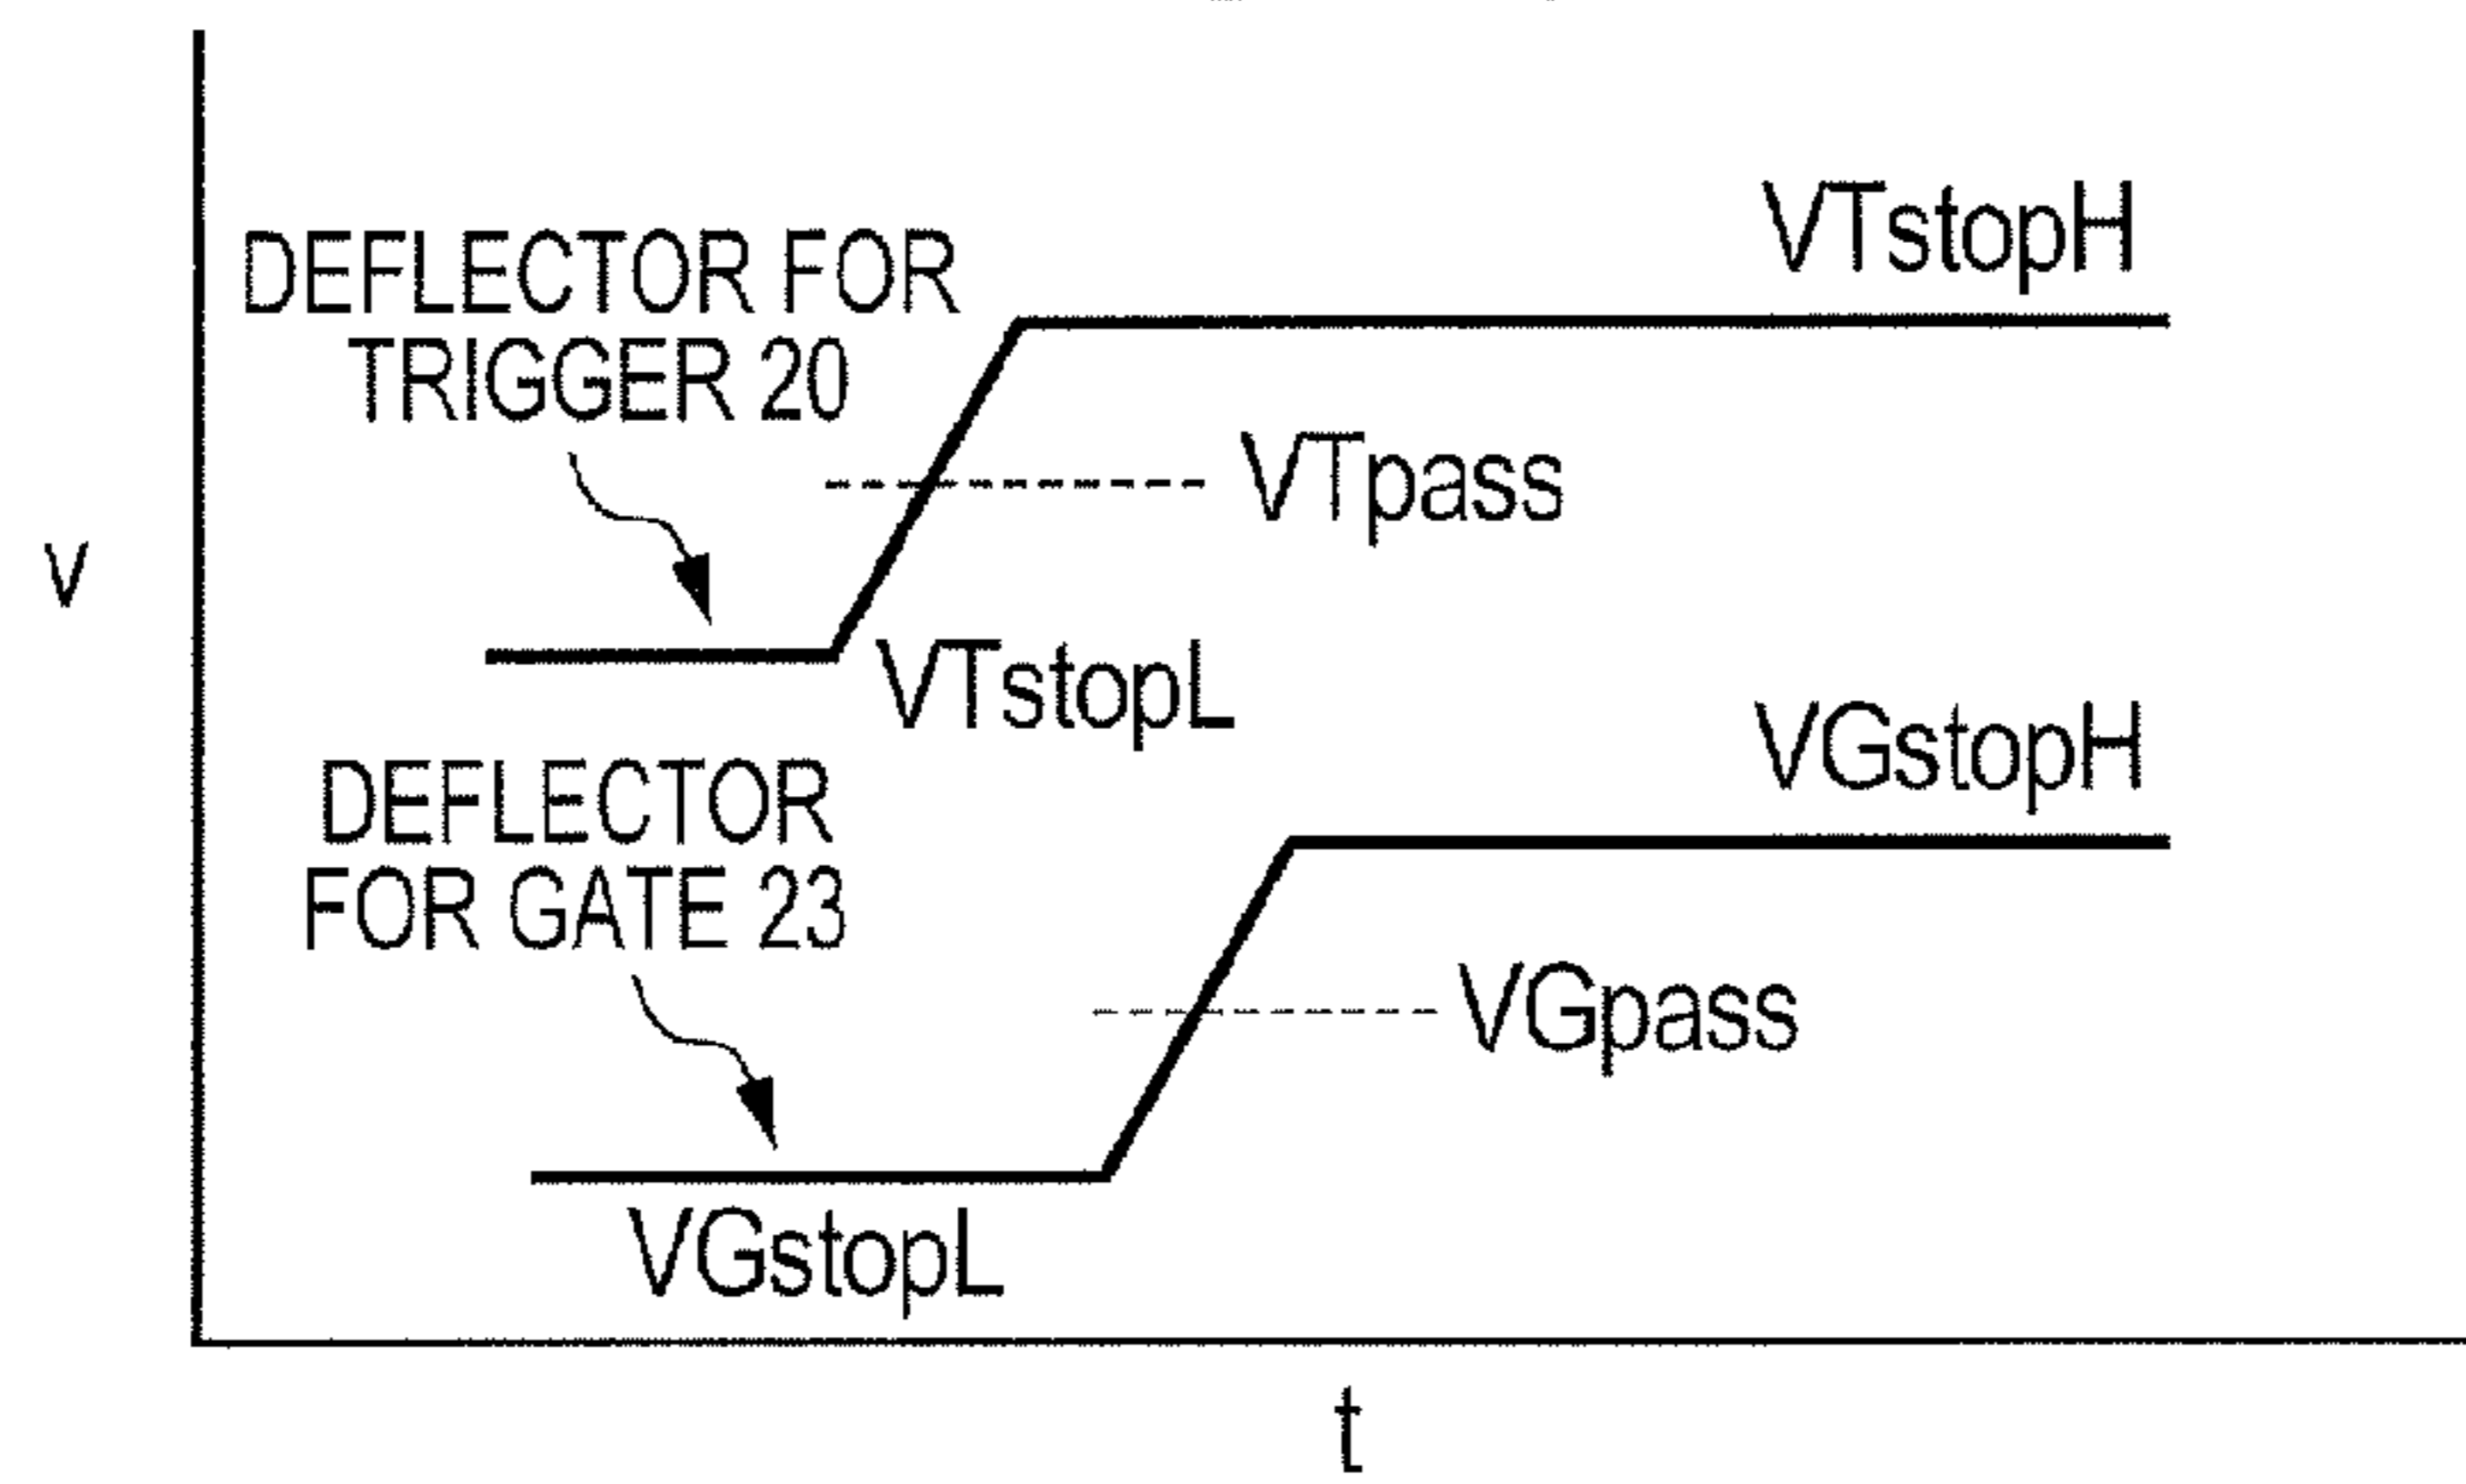 VTstopH
DEFLECTOR FOR
TRIGGER 20
VTpass
v
VTstopL
VGstopH
DEFLECTOR
FOR GATE 23
VGpass
VGstopL
t